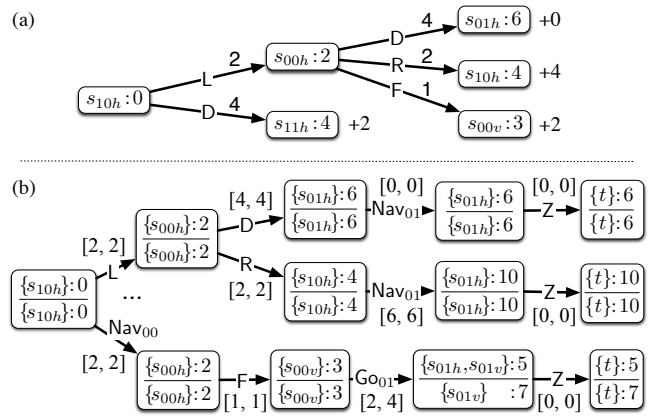 (a)
s10h:0
L
2
D
4
s00h:2
s11h:4 +2
D
4
R
2
F
1
s01h:6 +0
s10h:4 +4
s00v:3 +2
(b)
{s10h}:0
{s10h}:0
[2, 2]
L
...
Nav00
[2, 2]
{s00h}:2
{s00h}:2
[4, 4]
D
R
[2, 2]
{s01h}:6
{s01h}:6
[0, 0]
Nav01
{s01h}:6
{s01h}:6
[0, 0]
Z
{t}:6
{t}:6
{s10h}:4
{s10h}:4
Nav01
[6, 6]
{s01h}:10
{s01h}:10
Z
[0, 0]
{t}:10
{t}:10
{s00h}:2
{s00h}:2
F
[1, 1]
{s00v}:3
{s00v}:3
Go01
[2, 4]
{s01h,s01v}:5
{s01v} :7
Z
[0, 0]
{t}:5
{t}:7